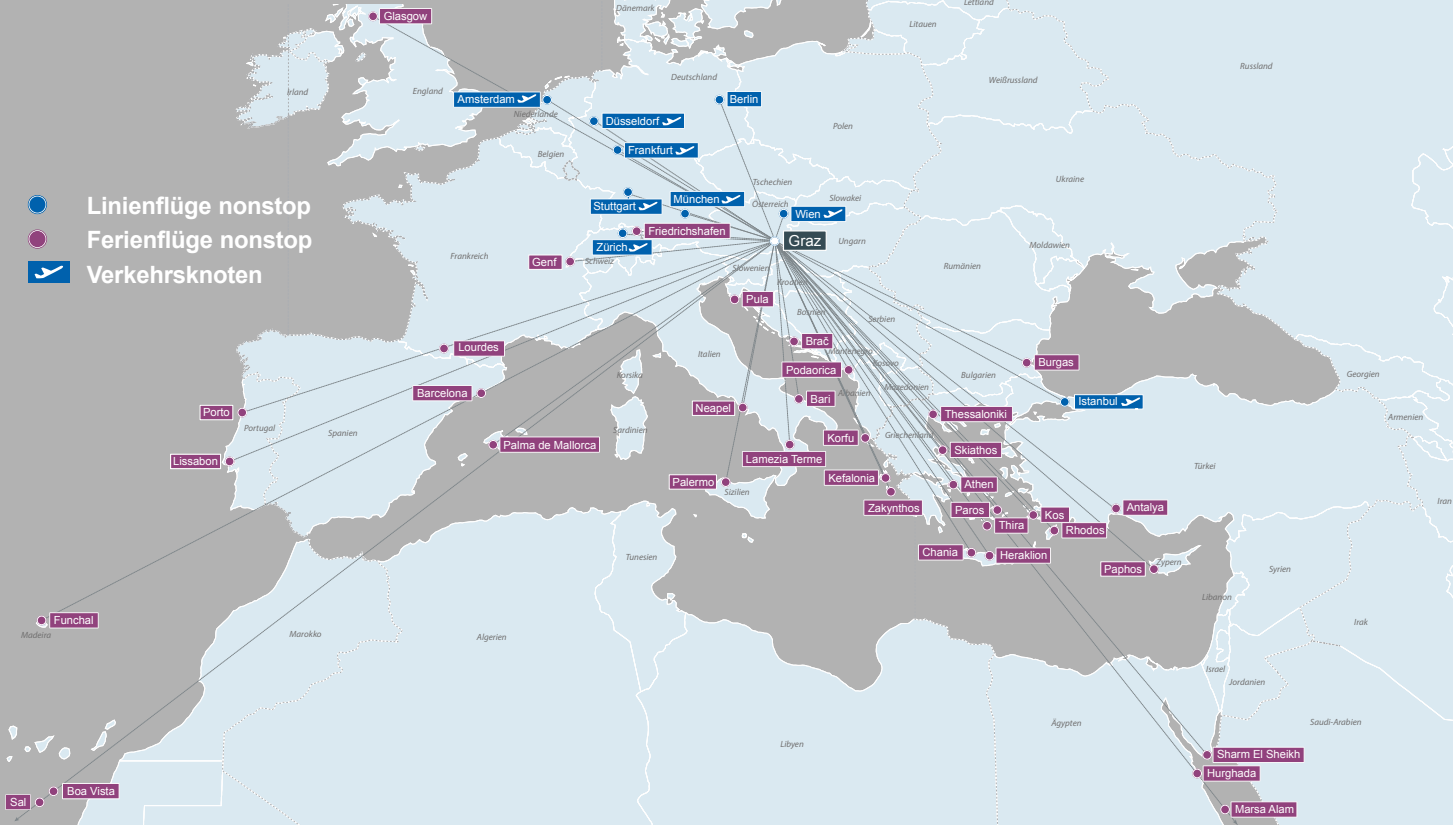 Lettland
Dänemark
Glasgow
Litauen
Russland
Deutschland
Weißrussland
Irland
England
Amsterdam
Berlin
Niederlande
Düsseldorf
Polen
Frankfurt
Belgien
Tschechien
Ukraine
Linienflüge nonstop
Stuttgart
München
Österreich
Slowakei
Wien
Ferienflüge nonstop
Friedrichshafen
Graz
Ungarn
Moldawien
Zürich
Verkehrsknoten
Frankreich
Genf
Schweiz
Slowenien
Rumänien
Kroatien
Pula
Bosnien
Serbien
Brač
Lourdes
Italien
Montenegro
Kosovo
Burgas
Podaorica
Korsika
Bulgarien
Georgien
Barcelona
Albanien
Mazedonien
Bari
Istanbul
Neapel
Porto
Thessaloniki
Armenien
Portugal
Spanien
Sardinien
Korfu
Griechenland
Palma de Mallorca
Skiathos
Lissabon
Lamezia Terme
Türkei
Palermo
Kefalonia
Athen
Sizilien
Iran
Zakynthos
Paros
Kos
Antalya
Thira
Rhodos
Chania
Heraklion
Tunesien
Paphos
Zypern
Syrien
Libanon
Funchal
Madeira
Marokko
Algerien
Irak
Israel
Jordanien
Ägypten
Saudi-Arabien
Libyen
Sharm El Sheikh
Hurghada
Boa Vista
Sal
Marsa Alam